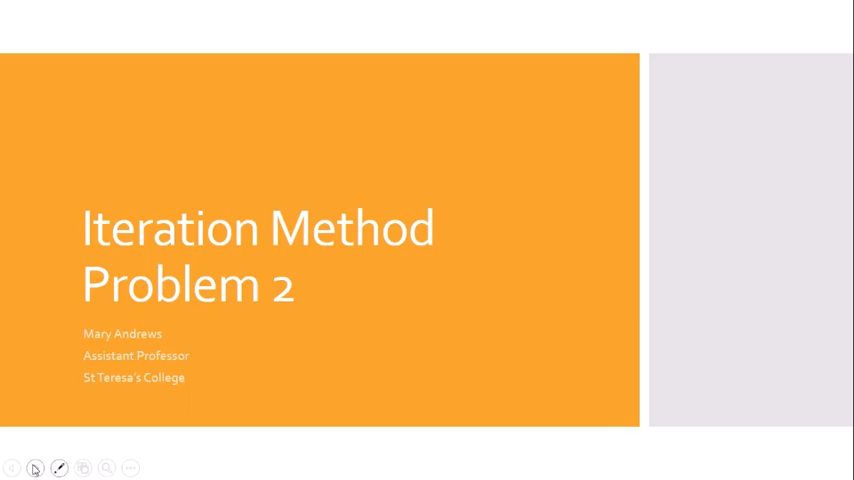 Iteration Method
Problem 2
Mary Andrews
Assistant Professor
St Teresa's College